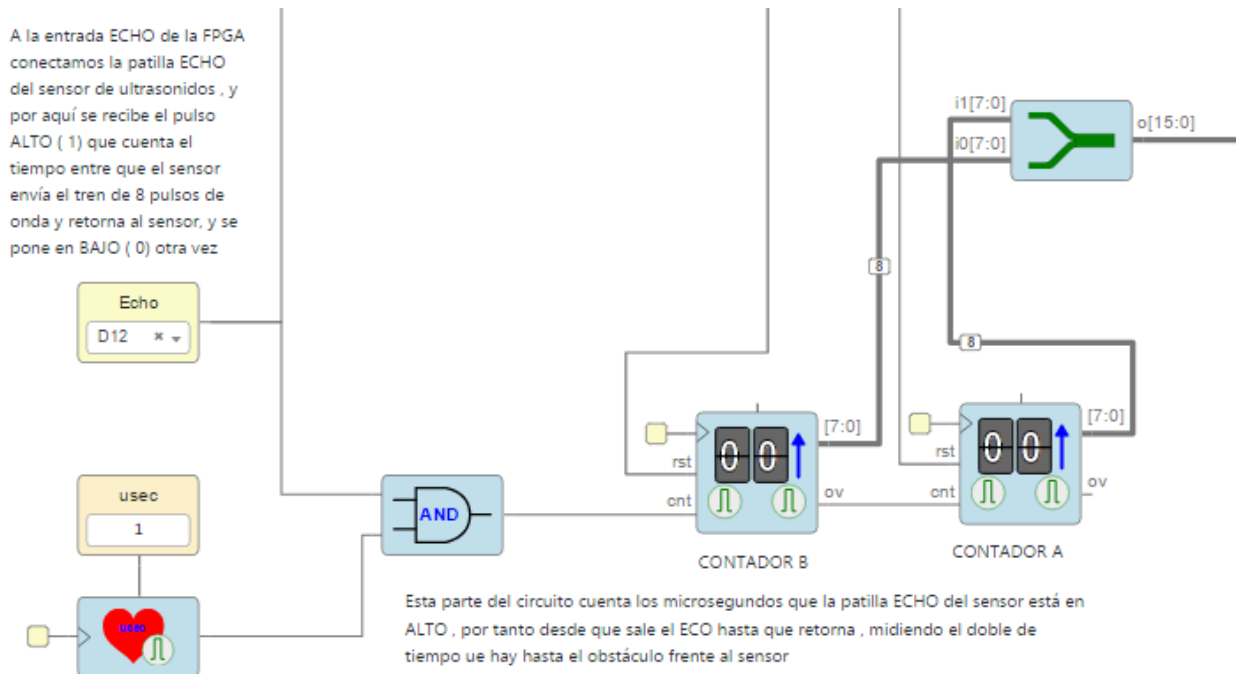 A la entrada ECHO de la FPGA
conectamos la patilla ECHO
del sensor de ultrasonidos , y
por aquí se recibe el pulso
ALTO ( 1) que cuenta el
tiempo entre que el sensor
envía el tren de 8 pulsos de
onda y retorna al sensor, y se
pone en BAJO ( 0) otra vez
i1[7:0]
i0[7:0]
o[15:0]
8
Echo
D12
8
[7:0]
0 0
rst
cnt
ov
CONTADOR B
[7:0]
0 0
rst
cnt
ov
CONTADOR A
usec
1
AND
usec
Esta parte del circuito cuenta los microsegundos que la patilla ECHO del sensor está en
ALTO , por tanto desde que sale el ECO hasta que retorna , midiendo el doble de
tiempo ue hay hasta el obstáculo frente al sensor